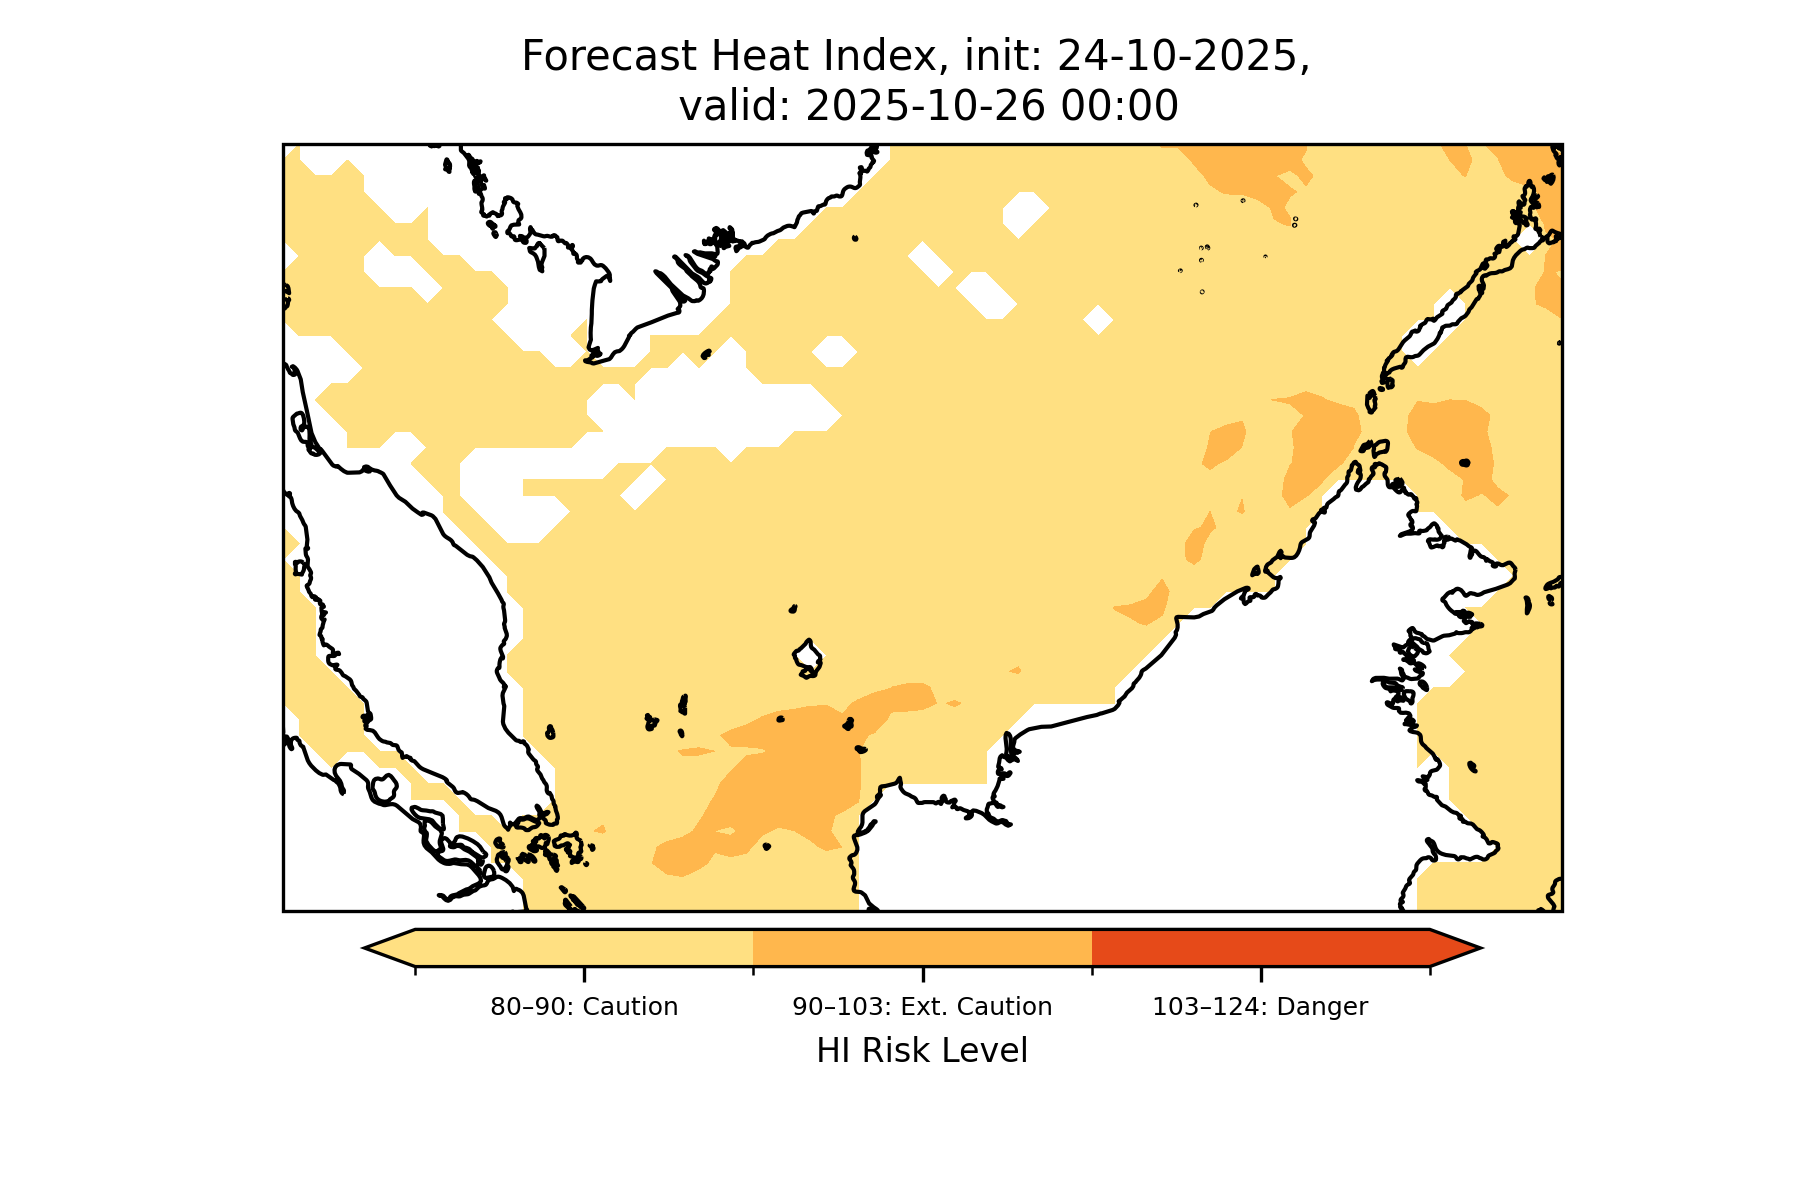 Forecast Heat Index, init: 24-10-2025,
valid: 2025-10-26 00:00
80–90: Caution
90–103: Ext. Caution
103–124: Danger
HI Risk Level